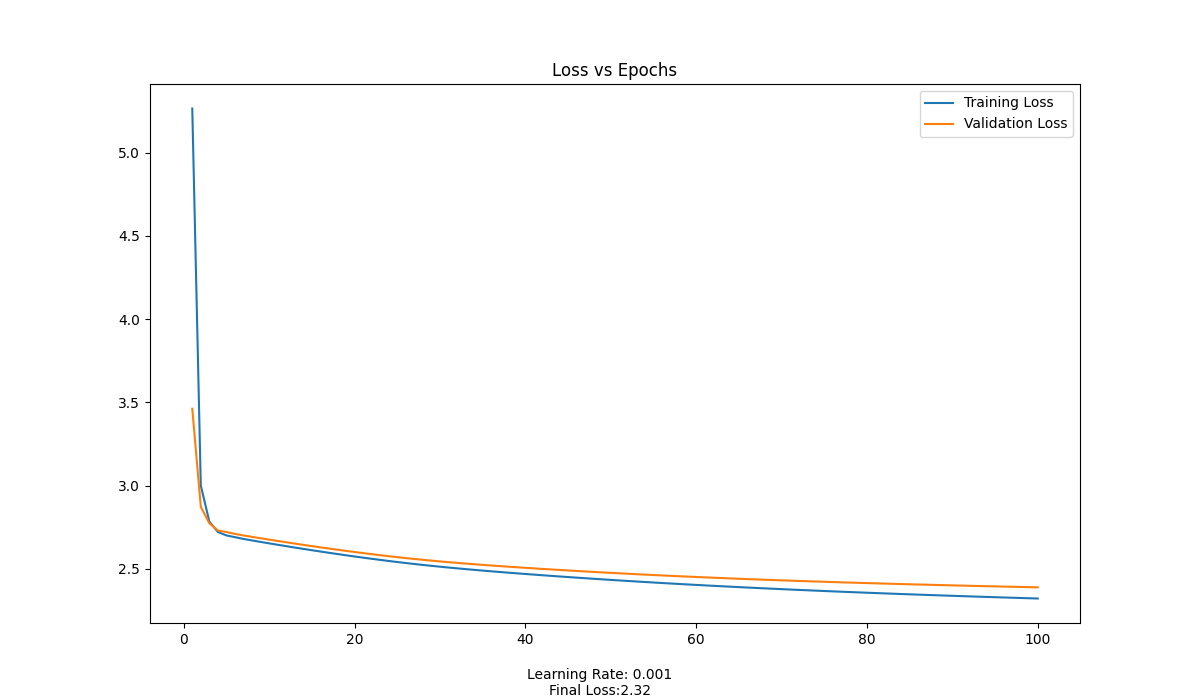 Loss vs Epochs
Training Loss
Validation Loss
5.0
4.5
4.0
3.5
3.0
2.5
0 20 40 60 80 100
Learning Rate: 0.001
Final Loss:2.32